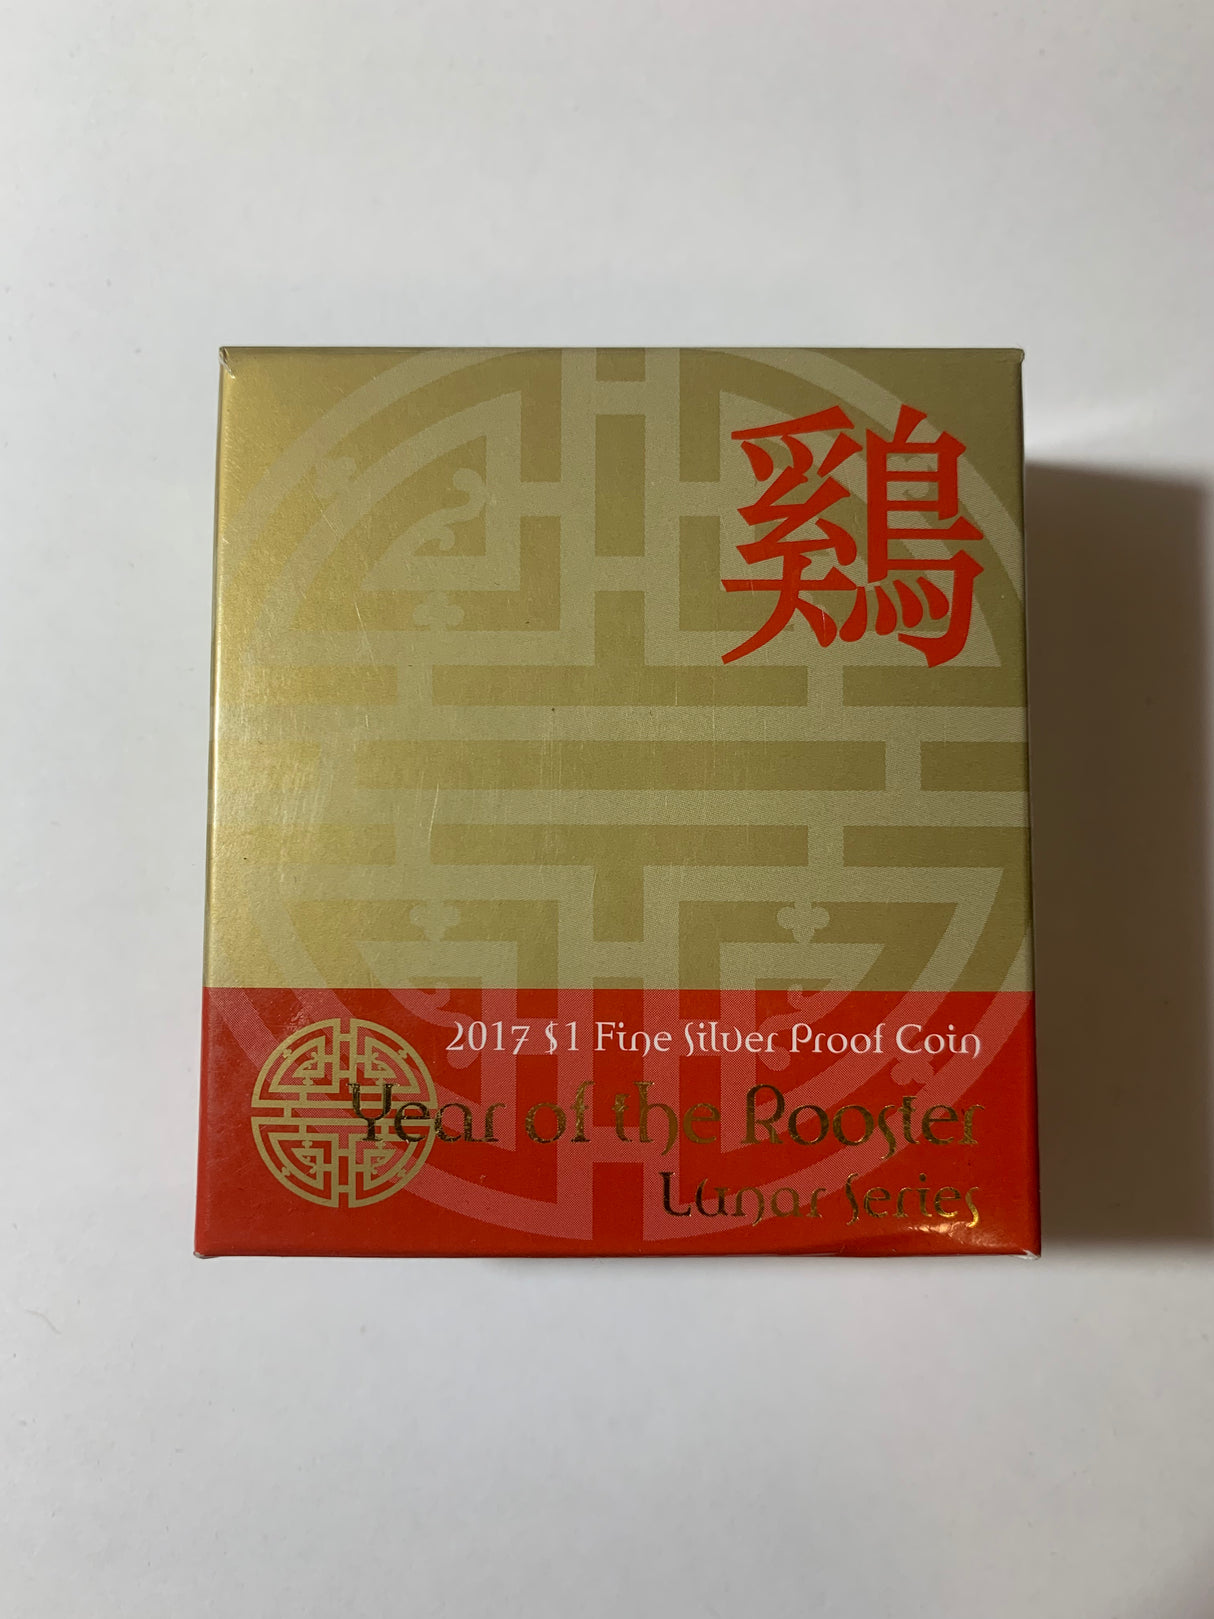 鷄
2017 $1 Fine Silver Proof Coin
Year of the Rooster
Lunar Series